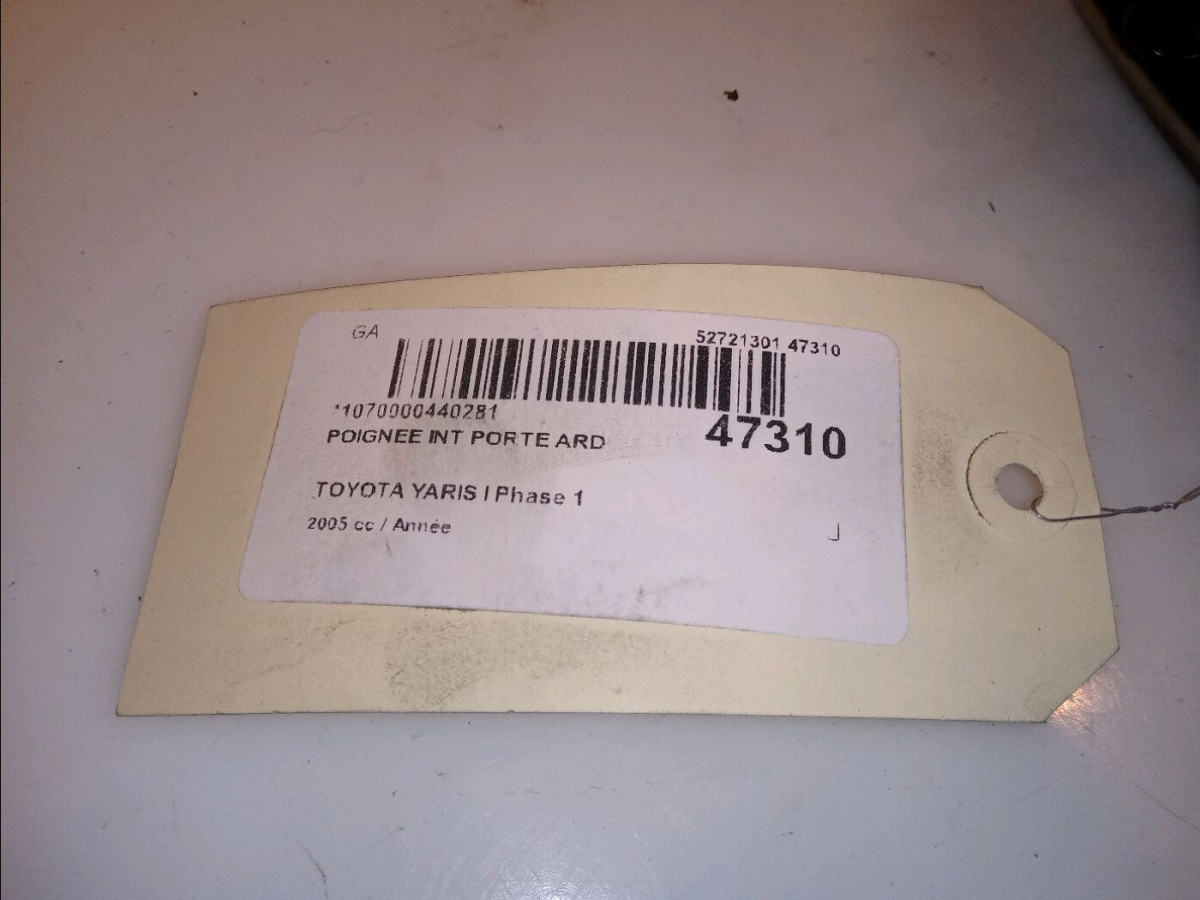 GA
52721301 47310
*1070000440281
47310
POIGNEE INT PORTE ARD
TOYOTA YARIS I Phase 1
2005 cc / Année
J